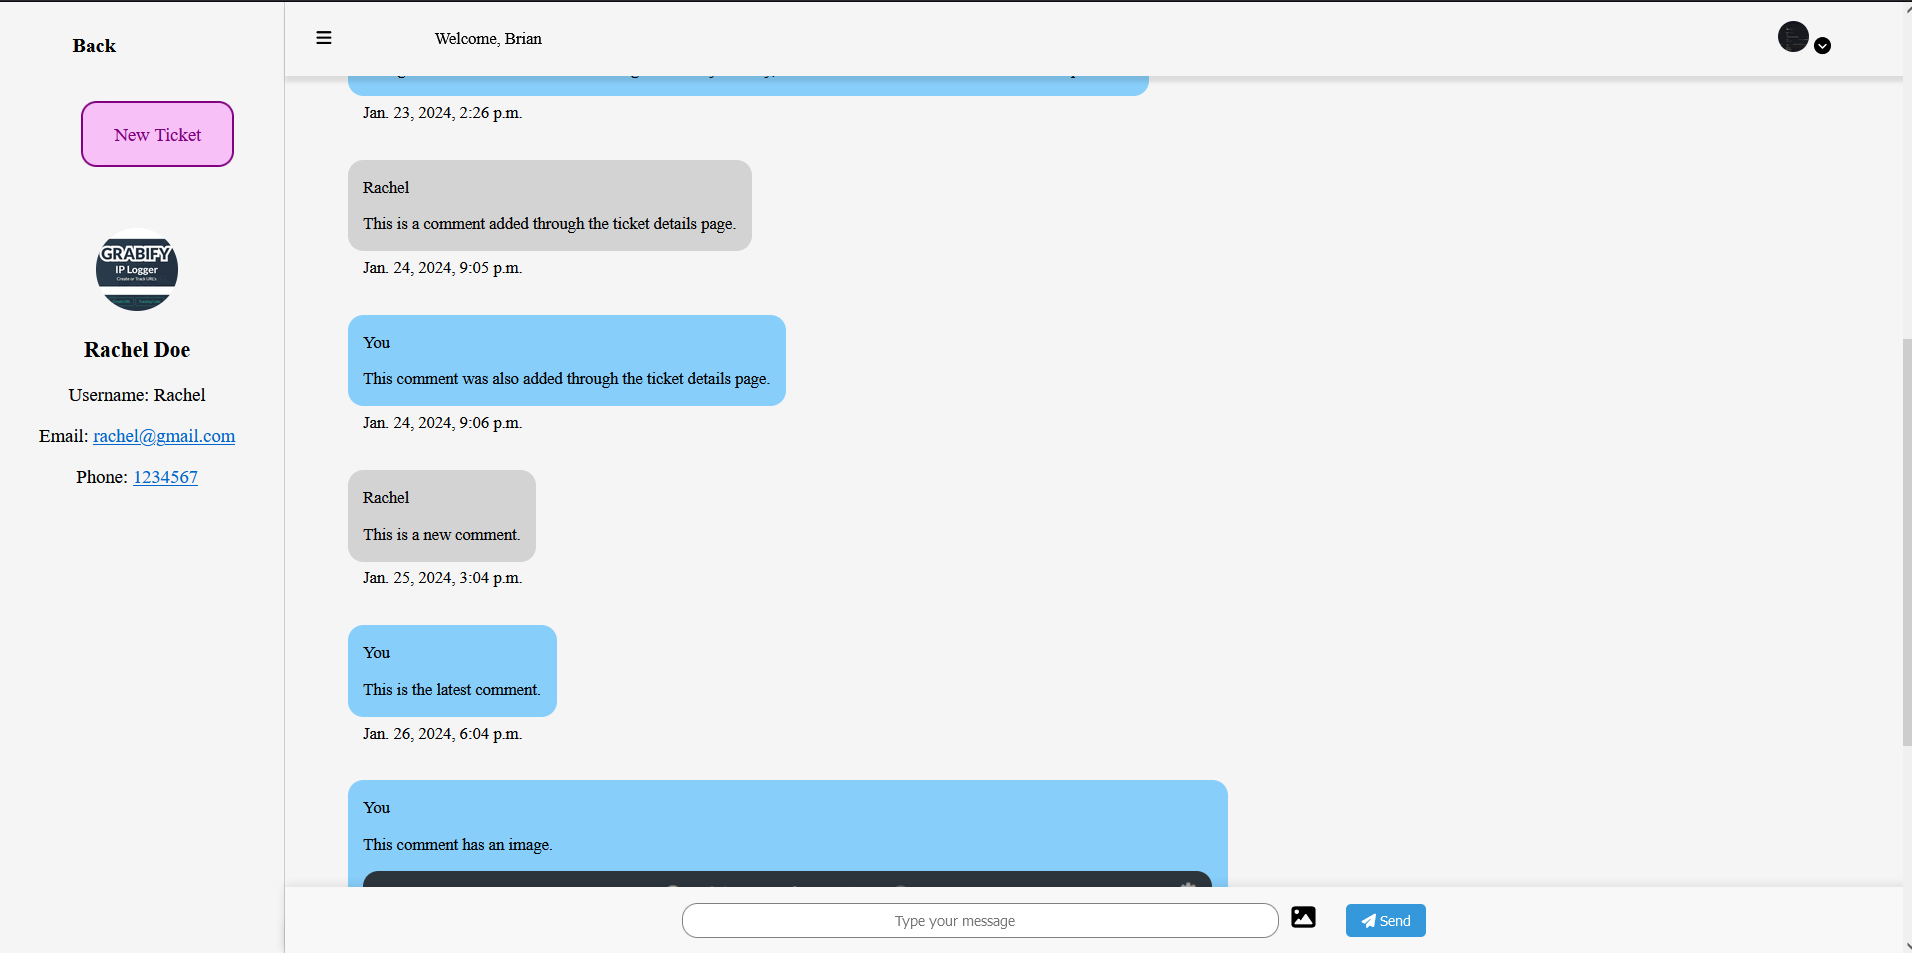 Back
New Ticket
GRABIFY
IP Logger
Create or Track URLs
Rachel Doe
Username: Rachel
Email: rachel@gmail.com
Phone: 1234567
Welcome, Brian
Jan. 23, 2024, 2:26 p.m.
Rachel
This is a comment added through the ticket details page.
Jan. 24, 2024, 9:05 p.m.
You
This comment was also added through the ticket details page.
Jan. 24, 2024, 9:06 p.m.
Rachel
This is a new comment.
Jan. 25, 2024, 3:04 p.m.
You
This is the latest comment.
Jan. 26, 2024, 6:04 p.m.
You
This comment has an image.
Type your message
Send